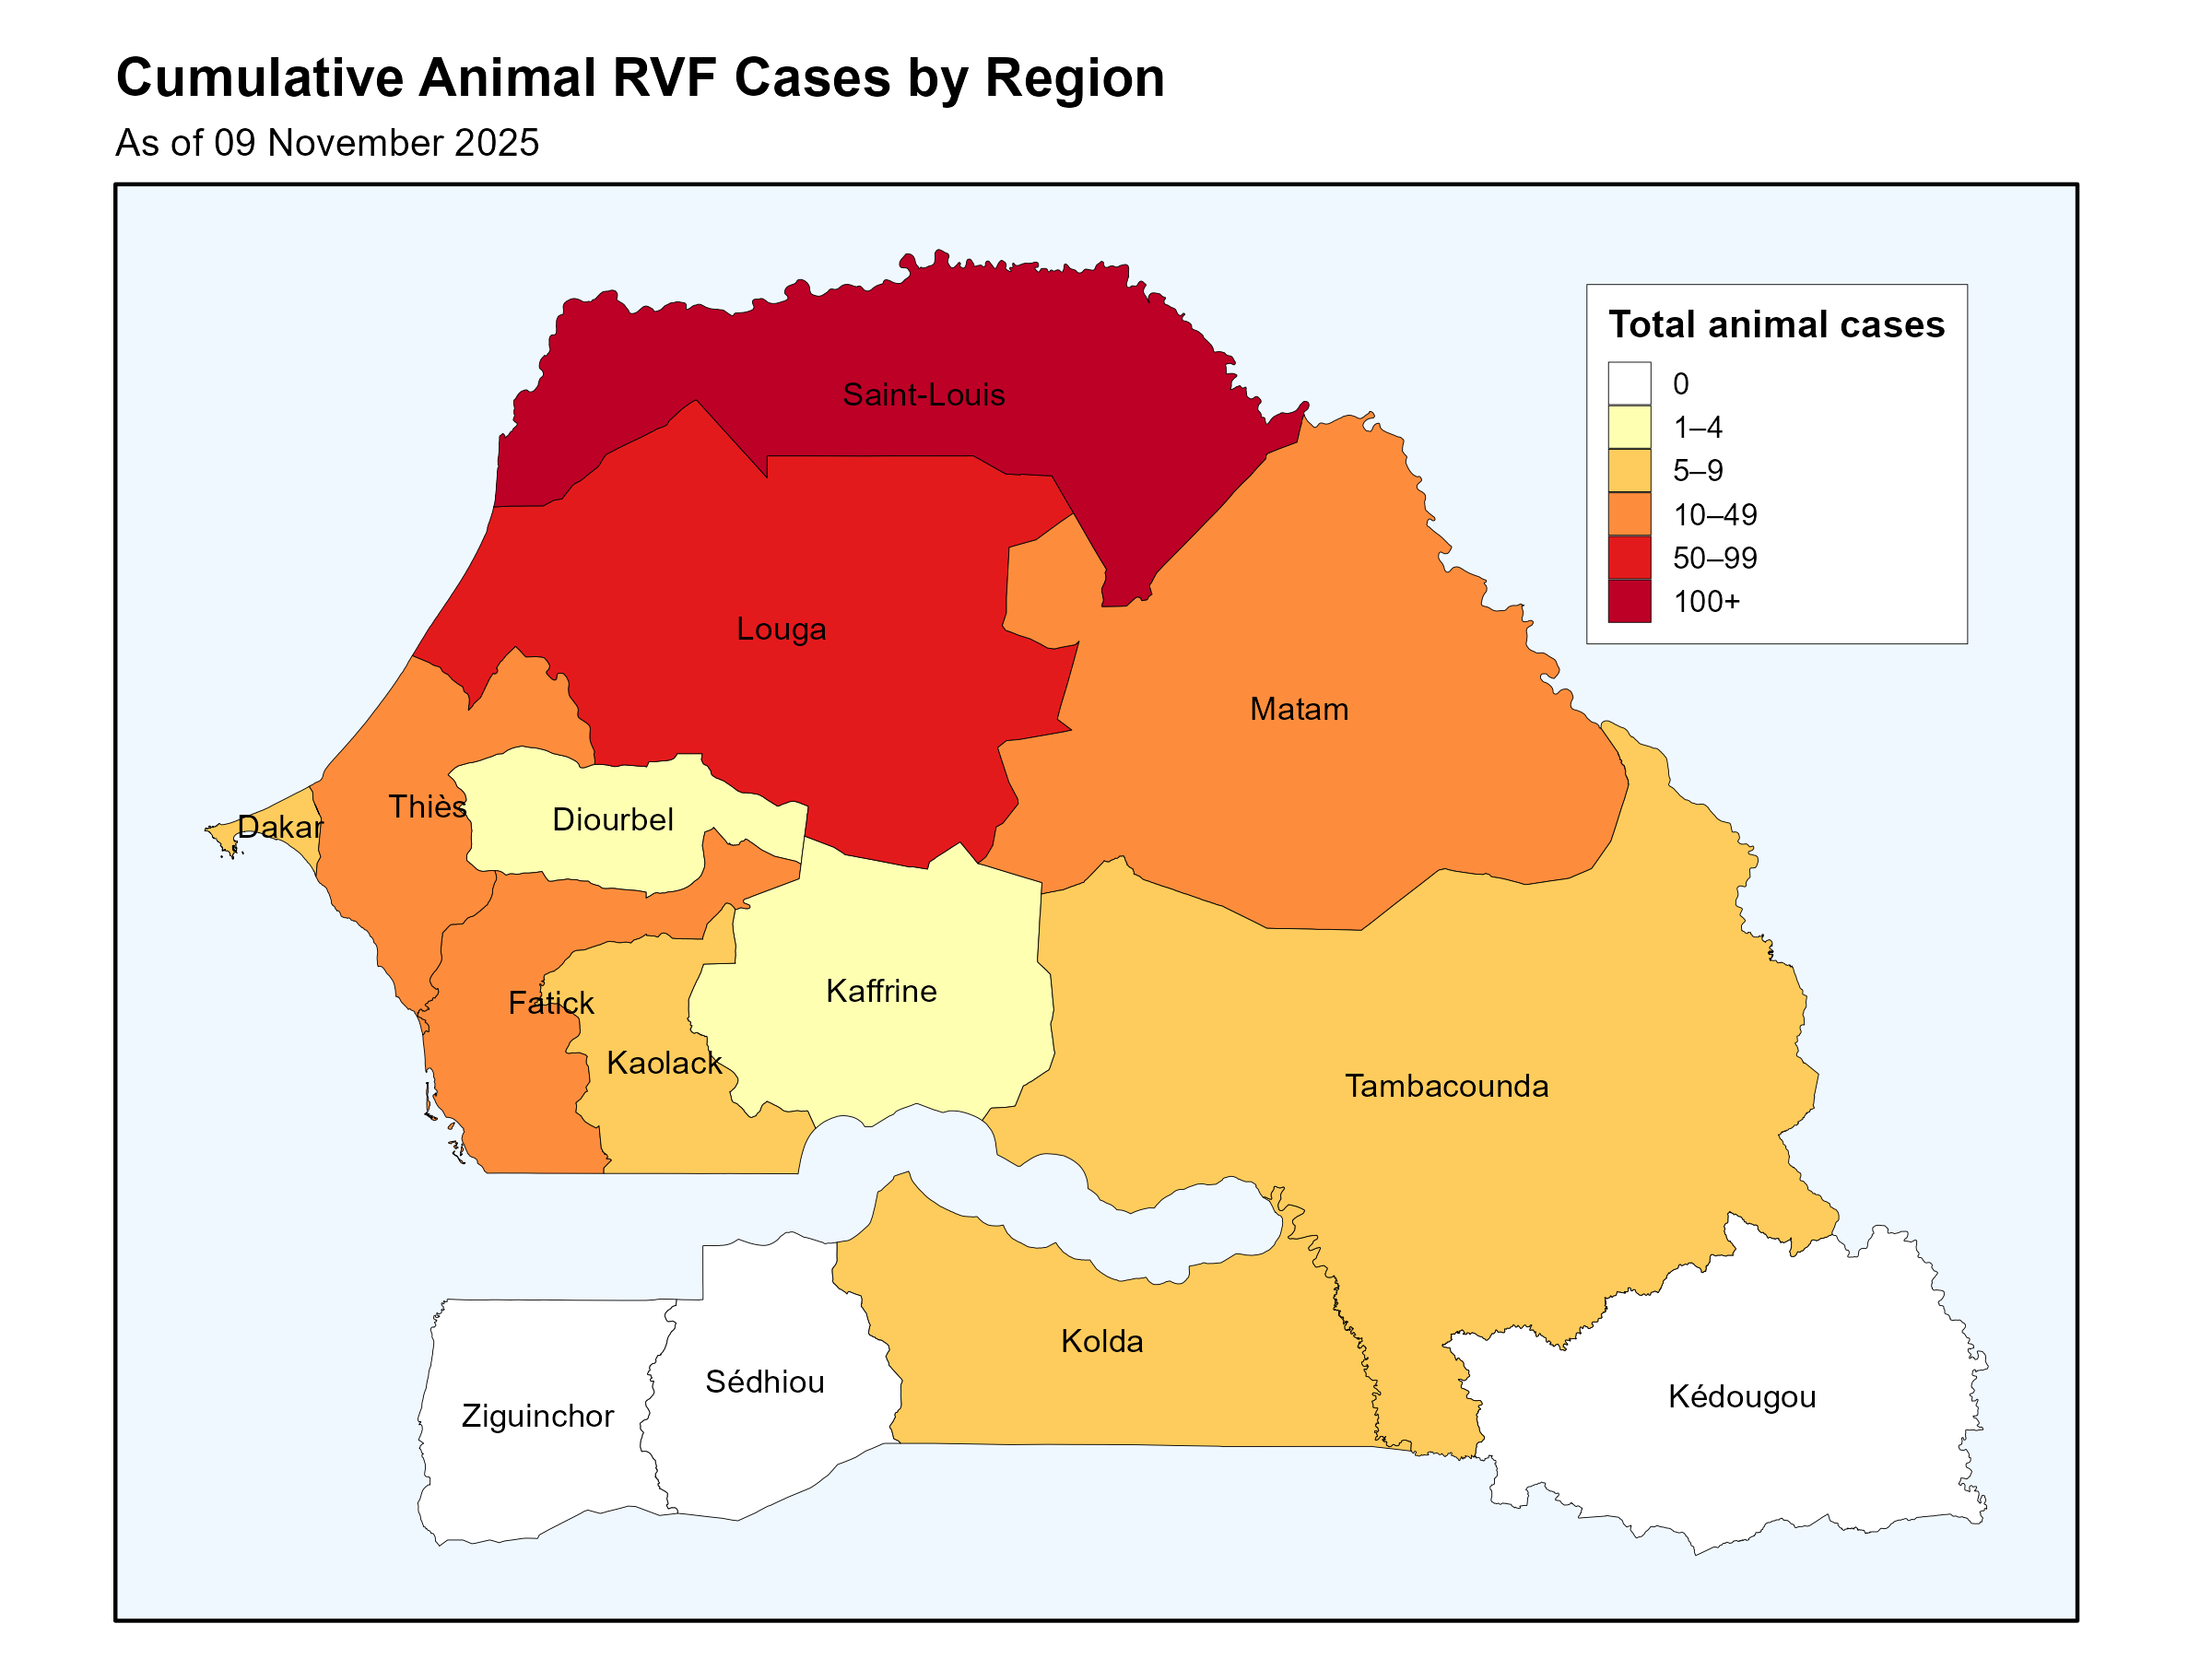 Cumulative Animal RVF Cases by Region
As of 09 November 2025
Total animal cases
0
1–4
5–9
10–49
50–99
100+
Saint-Louis
Louga
Matam
Thiès
Dakar
Diourbel
Fatick
Kaffrine
Kaolack
Tambacounda
Kolda
Sédhiou
Ziguinchor
Kédougou